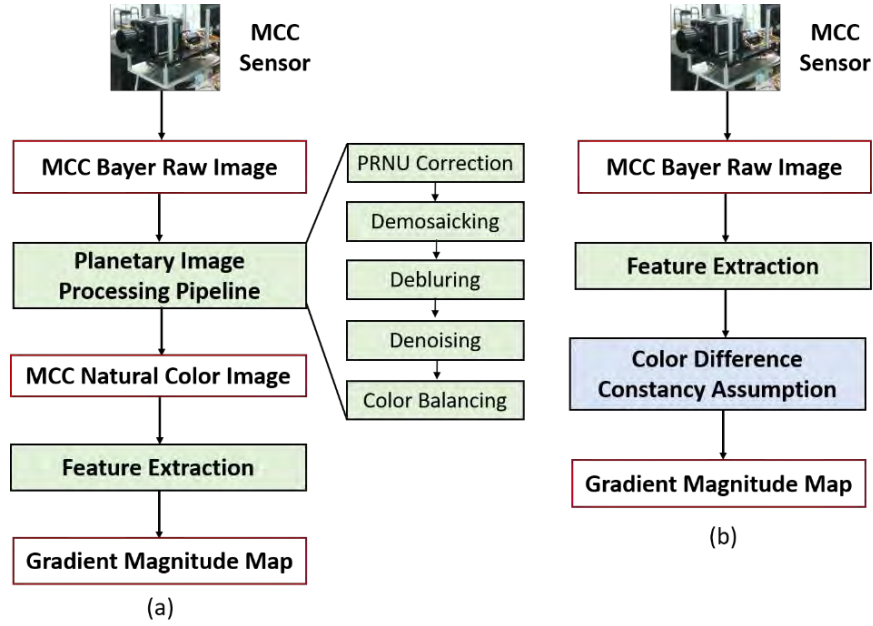 MCC
Sensor
MCC Bayer Raw Image
Planetary Image
Processing Pipeline
MCC Natural Color Image
Feature Extraction
Gradient Magnitude Map
(a)
PRNU Correction
Demosaicking
Debluring
Denoising
Color Balancing
MCC
Sensor
MCC Bayer Raw Image
Feature Extraction
Color Difference
Constancy Assumption
Gradient Magnitude Map
(b)